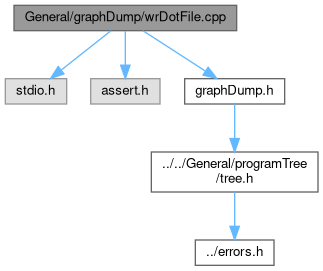 General/graphDump/wrDotFile.cpp
stdio.h
assert.h
graphDump.h
../../General/programTree
/tree.h
../errors.h